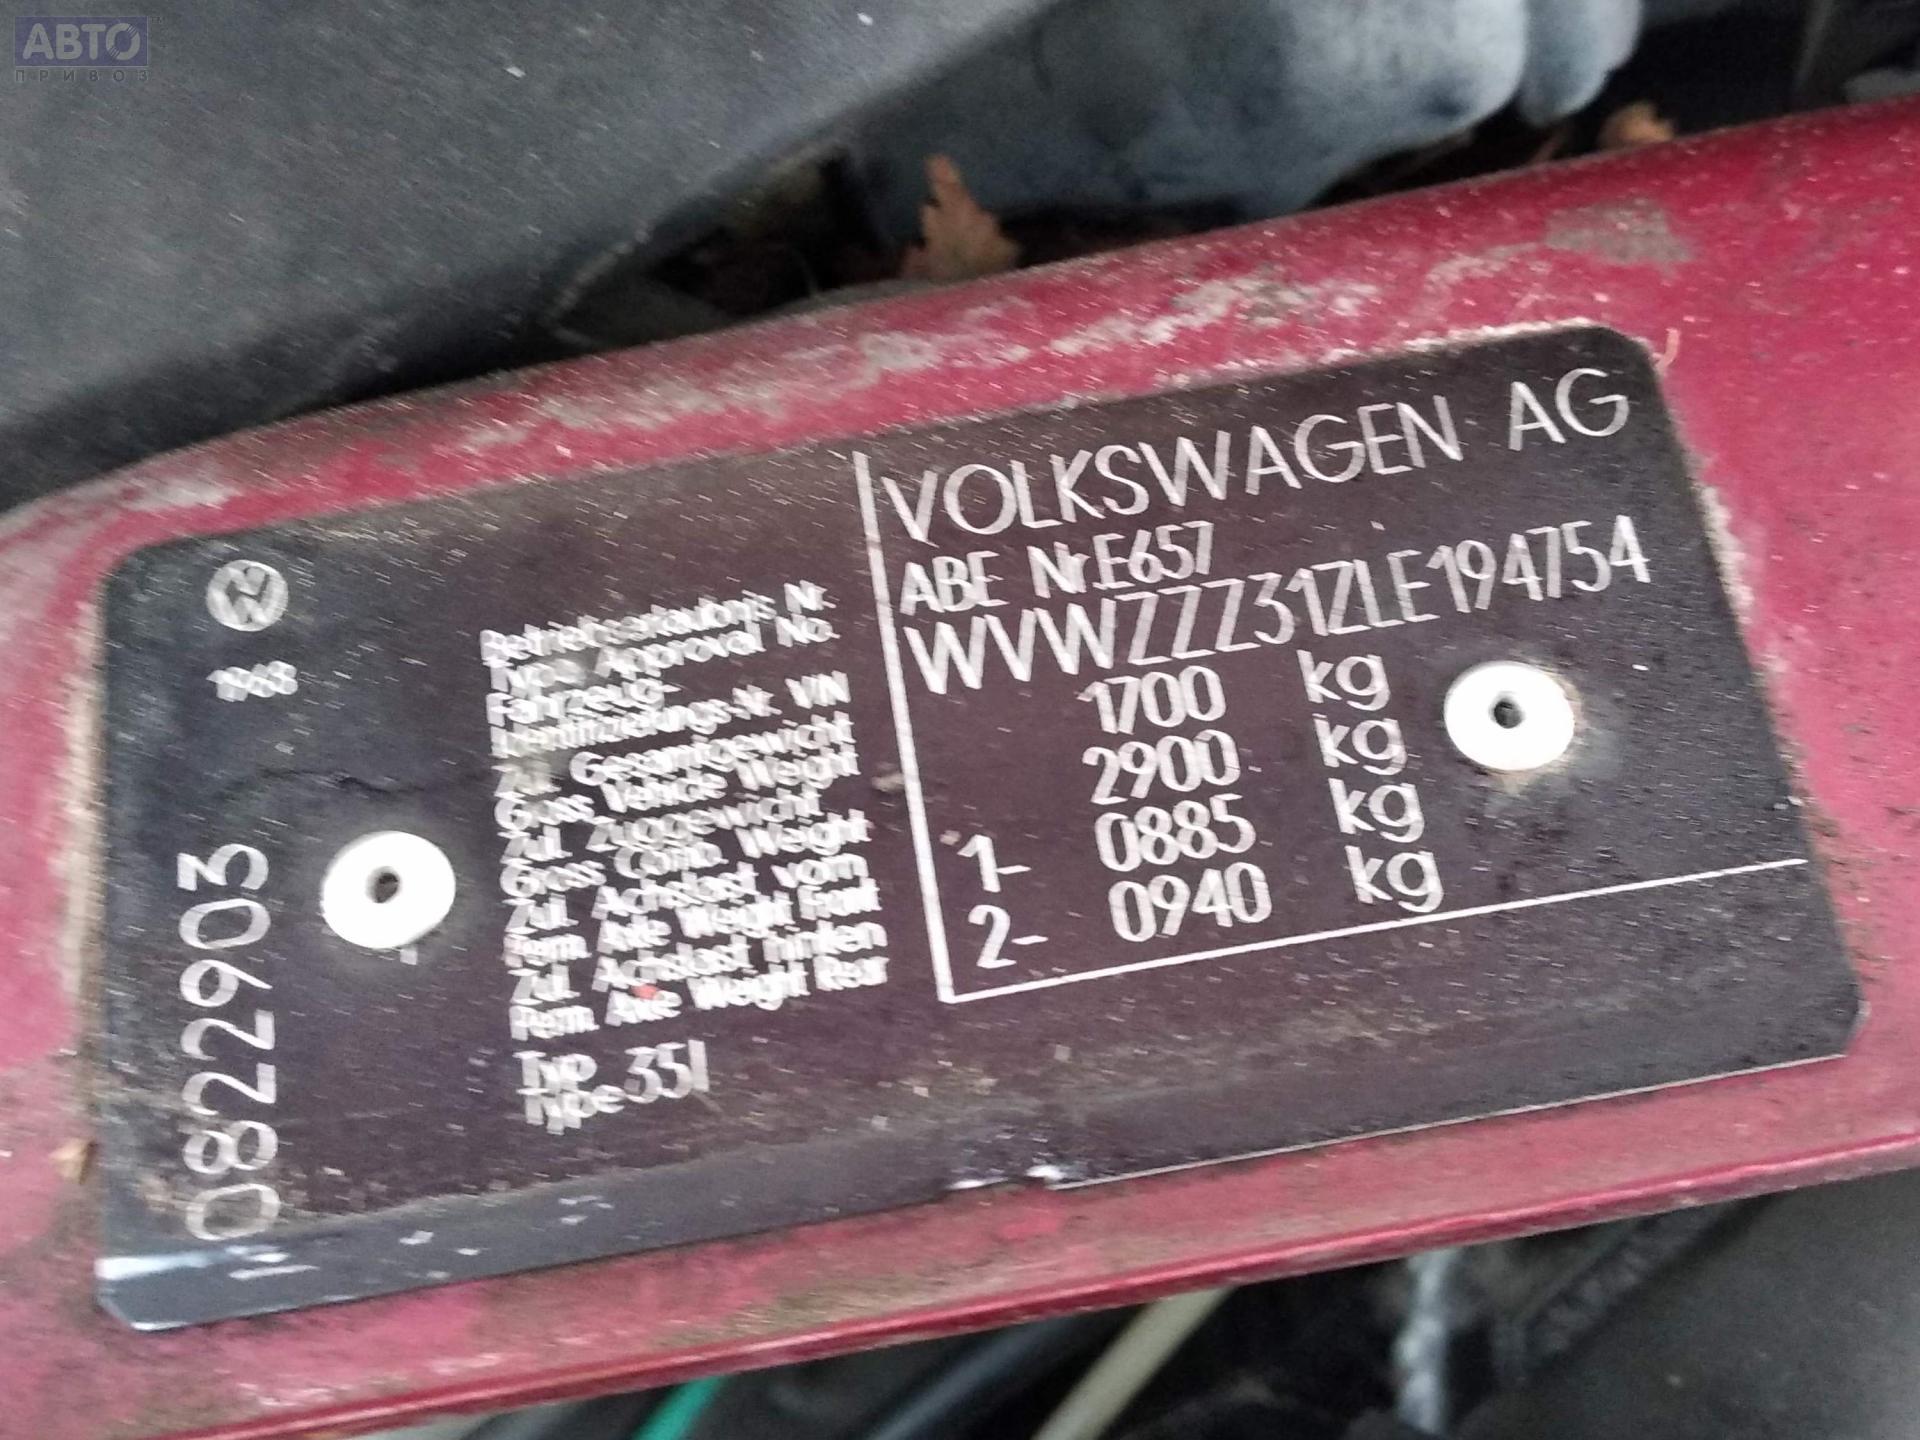 АВТО
ПРИВОЗ
1968
0822903
Betriebserlaubnis Nr.
Type Approval No.
Fahrzeug-
Identifizierungs-Nr. VIN
Zul. Gesamtgewicht
Gross Vehicle Weight
Zul. Zuggewicht
Gross Comb. Weight
Zul. Achslast vorn
Perm. Axle Weight Front
Zul. Achslast hinten
Perm. Axle Weight Rear
Typ
Type 35I
VOLKSWAGEN AG
ABE Nr.E657
WVWZZZ31ZLE194754
1700 kg
2900 kg
1- 0885 kg
2- 0940 kg